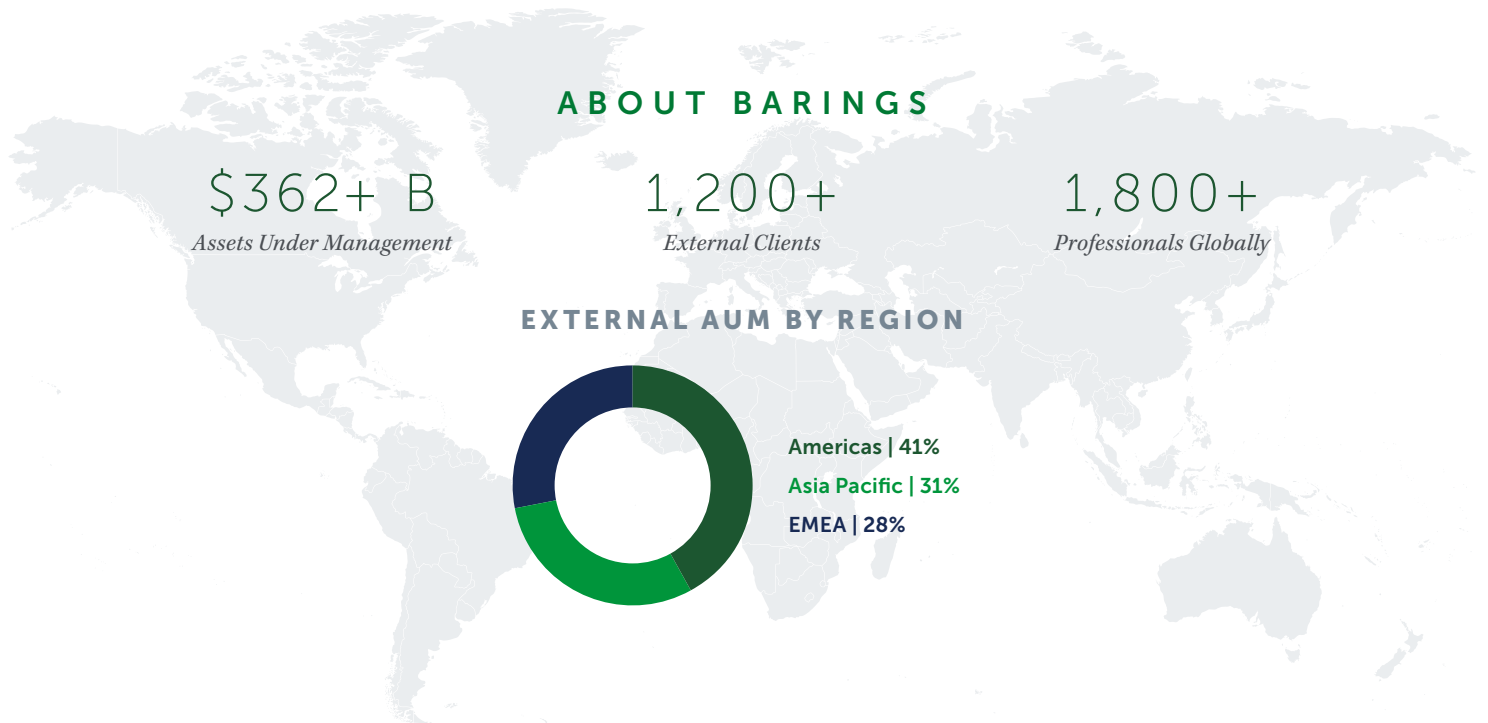 ABOUT BARINGS
$362+ B
Assets Under Management
1,200+
External Clients
1,800+
Professionals Globally
EXTERNAL AUM BY REGION
Americas | 41%
Asia Pacific | 31%
EMEA | 28%